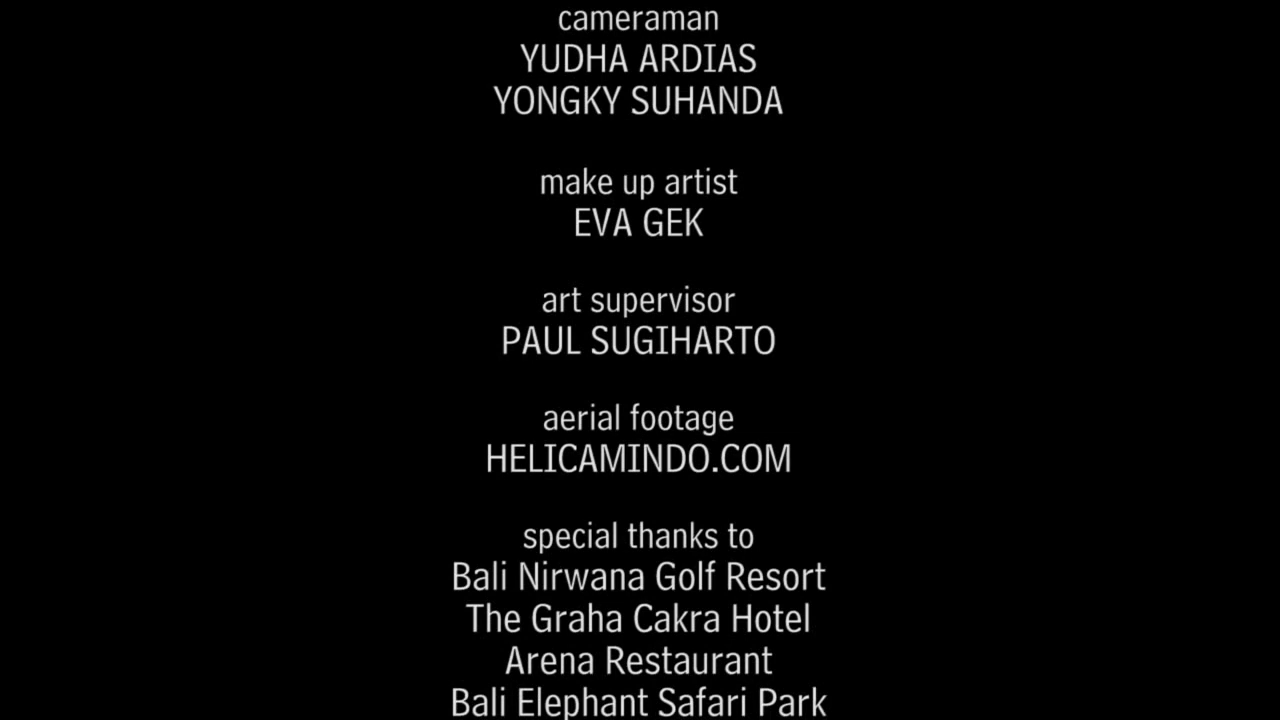 cameraman
YUDHA ARDIAS
YONGKY SUHANDA
make up artist
EVA GEK
art supervisor
PAUL SUGIHARTO
aerial footage
HELICAMINDO.COM
special thanks to
Bali Nirwana Golf Resort
The Graha Cakra Hotel
Arena Restaurant
Bali Elephant Safari Park